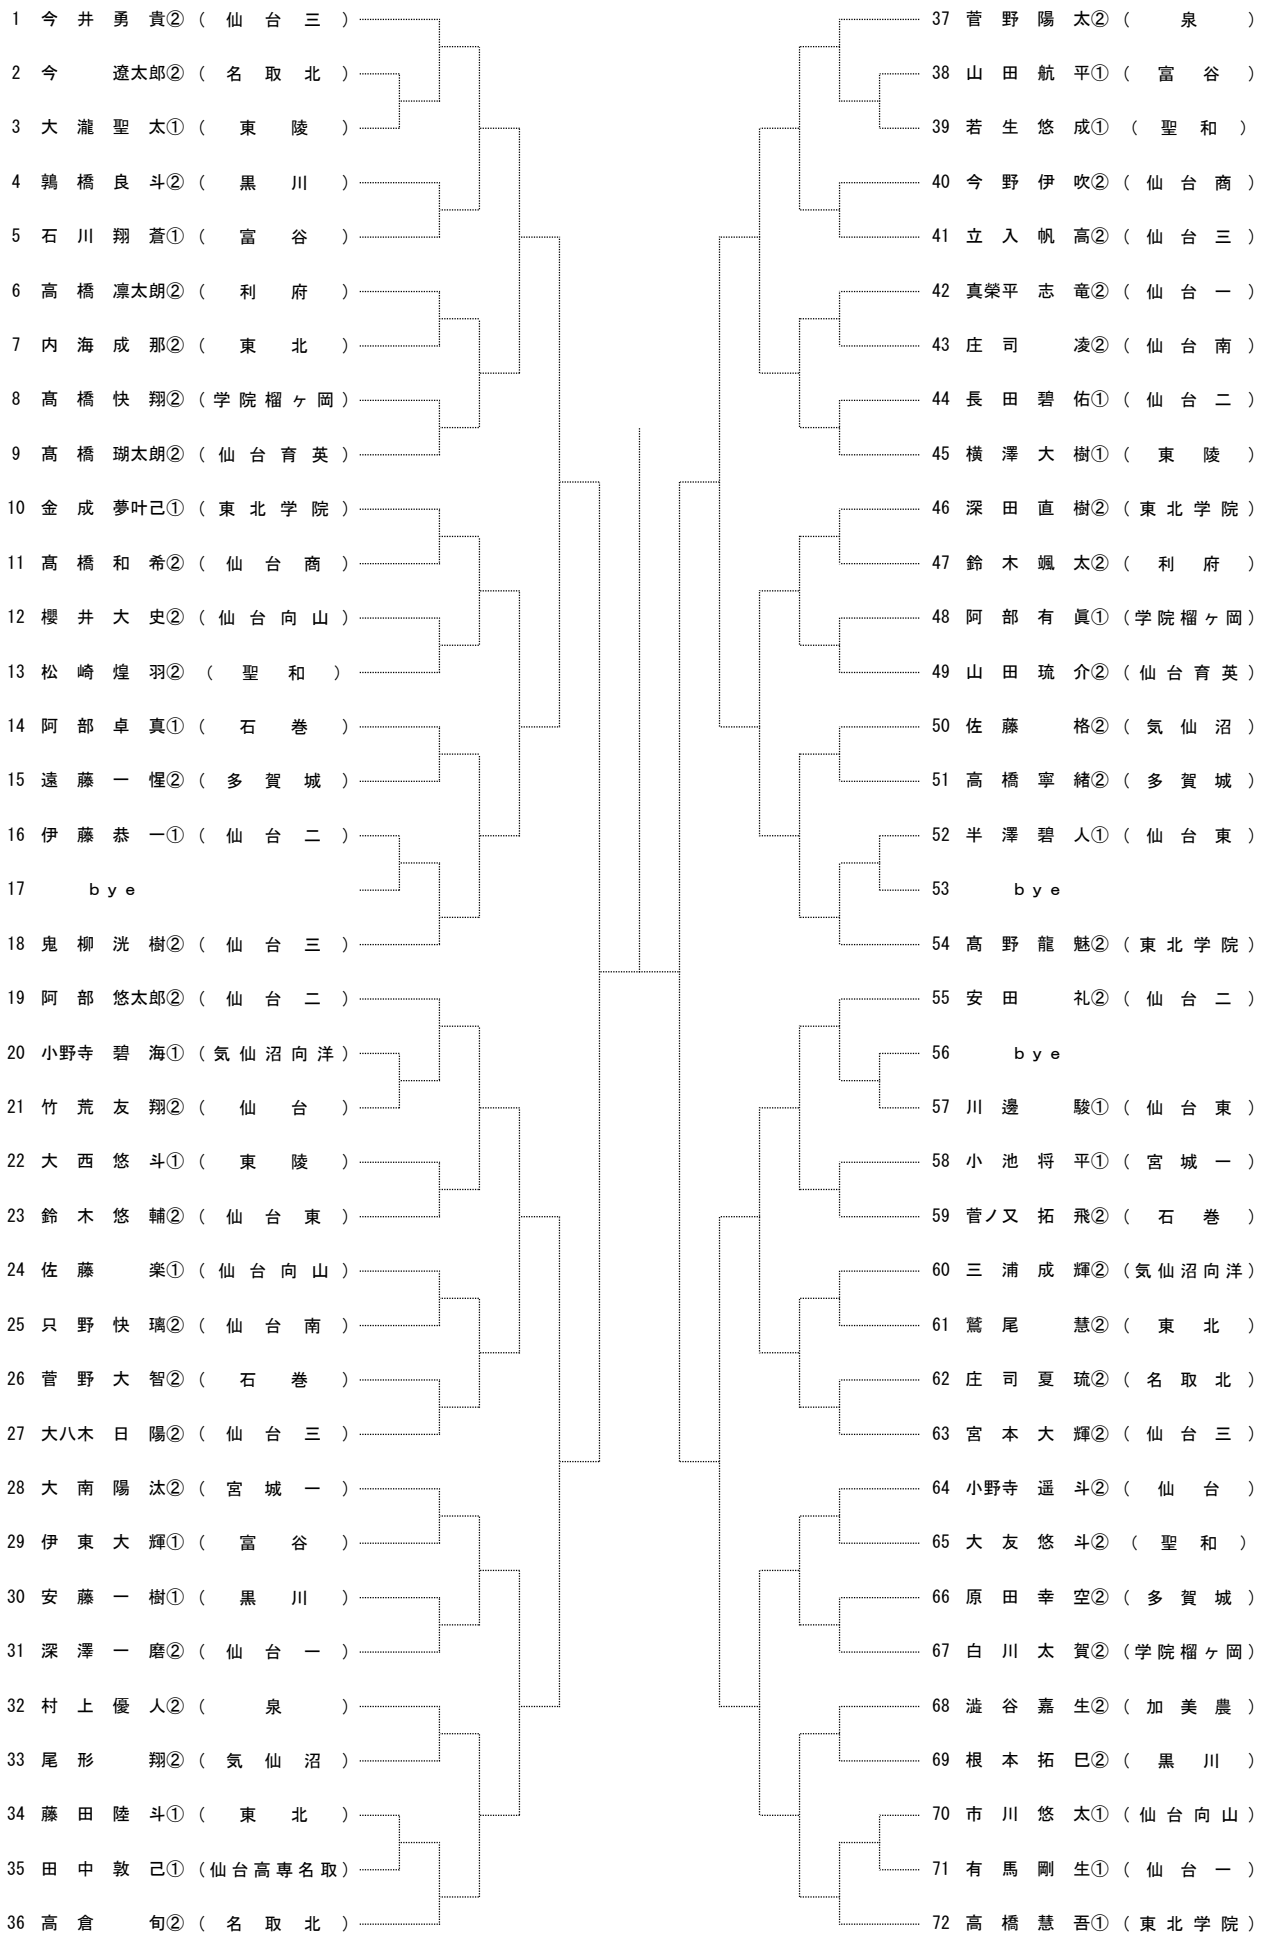 1 今井勇貴② (仙台三)
2 今 遼太郎② (名取北)
3 大瀧聖太① (東陵)
4 鶉橋良斗② (黒川)
5 石川翔蒼① (富谷)
6 高橋凛太朗② (利府)
7 内海成那② (東北)
8 髙橋快翔② (学院榴ヶ岡)
9 髙橋瑚太朗② (仙台育英)
10 金成夢叶己① (東北学院)
11 髙橋和希② (仙台商)
12 櫻井大史② (仙台向山)
13 松崎煌羽② (聖和)
14 阿部卓真① (石巻)
15 遠藤一惺② (多賀城)
16 伊藤恭一① (仙台二)
17 bye
18 鬼柳洸樹② (仙台三)
19 阿部悠太郎② (仙台二)
20 小野寺碧海① (気仙沼向洋)
21 竹荒友翔② (仙台)
22 大西悠斗① (東陵)
23 鈴木悠輔② (仙台東)
24 佐藤 楽① (仙台向山)
25 只野快璃② (仙台南)
26 菅野大智② (石巻)
27 大八木日陽② (仙台三)
28 大南陽汰② (宮城一)
29 伊東大輝① (富谷)
30 安藤一樹① (黒川)
31 深澤一磨② (仙台一)
32 村上優人② (泉)
33 尾形 翔② (気仙沼)
34 藤田陸斗① (東北)
35 田中敦己① (仙台高専名取)
36 高倉 旬② (名取北)
37 菅野陽太② (泉)
38 山田航平① (富谷)
39 若生悠成① (聖和)
40 今野伊吹② (仙台商)
41 立入帆高② (仙台三)
42 真榮平志竜② (仙台一)
43 庄司 凌② (仙台南)
44 長田碧佑① (仙台二)
45 横澤大樹① (東陵)
46 深田直樹② (東北学院)
47 鈴木颯太② (利府)
48 阿部有眞① (学院榴ヶ岡)
49 山田琉介② (仙台育英)
50 佐藤 格② (気仙沼)
51 高橋寧緒② (多賀城)
52 半澤碧人① (仙台東)
53 bye
54 髙野龍魅② (東北学院)
55 安田 礼② (仙台二)
56 bye
57 川邊 駿① (仙台東)
58 小池将平① (宮城一)
59 菅ノ又拓飛② (石巻)
60 三浦成輝② (気仙沼向洋)
61 鷲尾 慧② (東北)
62 庄司夏琉② (名取北)
63 宮本大輝② (仙台三)
64 小野寺遥斗② (仙台)
65 大友悠斗② (聖和)
66 原田幸空② (多賀城)
67 白川太賀② (学院榴ヶ岡)
68 澁谷嘉生② (加美農)
69 根本拓巳② (黒川)
70 市川悠太① (仙台向山)
71 有馬剛生① (仙台一)
72 高橋慧吾① (東北学院)